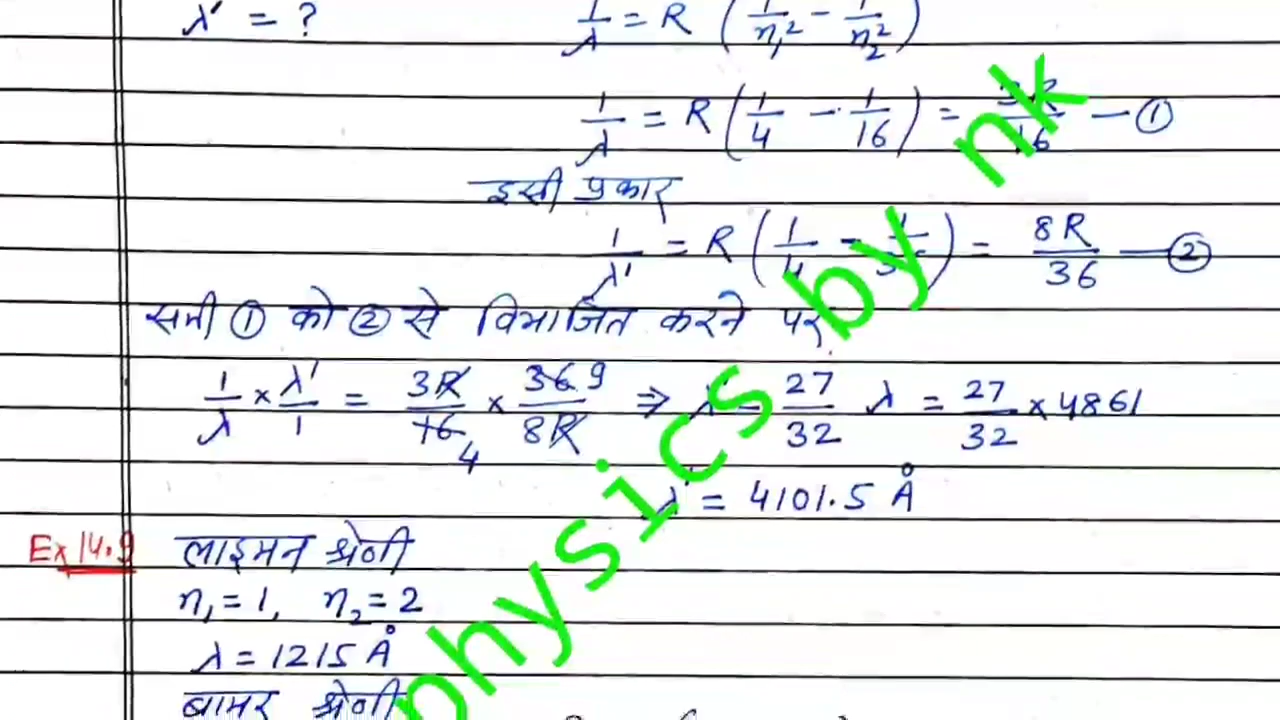 λ' = ? 1/λ = R (1/n₁² − 1/n₂²)
1/λ = R (1/4 − 1/16) = /16 — ①
इसी प्रकार
1/λ' = R (1/4 − ) = 8R/36 — ②
समी ① को ② से विभाजित करने पर
1/λ × λ'/1 = 3R/16 4 × 36 9/8R ⇒ λ' = 27/32 λ = 27/32 × 4861
λ' = 4101.5 Å
Ex 14.9 लाइमन श्रेणी
n₁ = 1, n₂ = 2
λ = 1215 Å
बामर श्रेणी
physics by nk